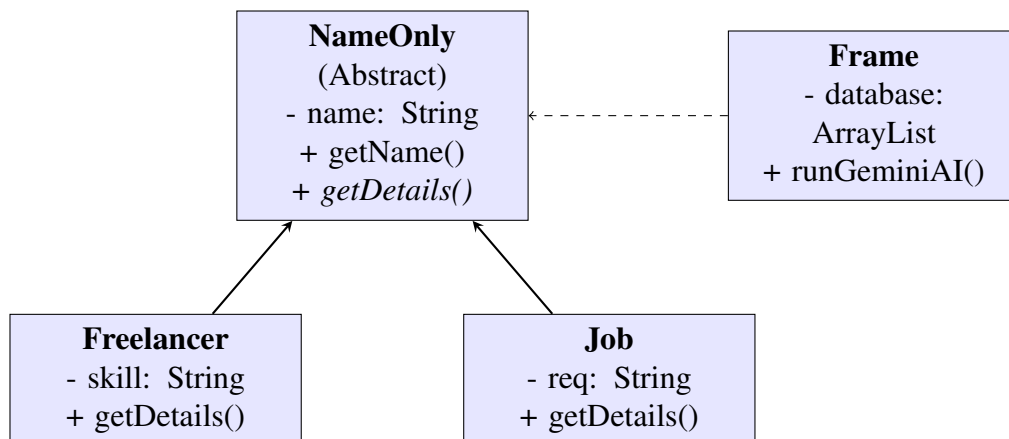 NameOnly
(Abstract)
- name: String
+ getName()
+ getDetails()
Frame
- database:
ArrayList
+ runGeminiAI()
Freelancer
- skill: String
+ getDetails()
Job
- req: String
+ getDetails()